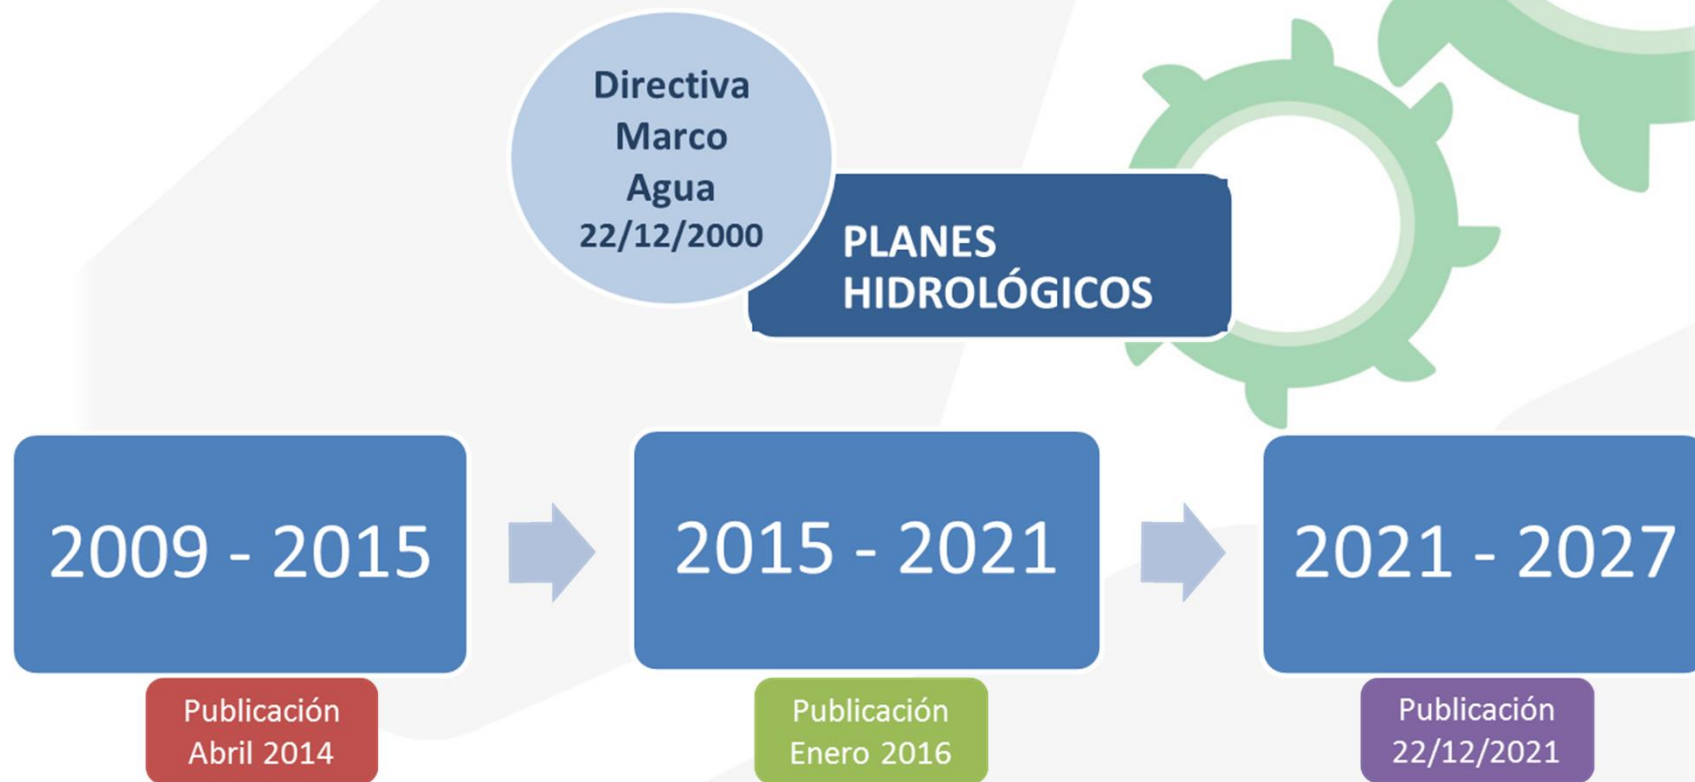 Directiva
Marco
Agua
22/12/2000
PLANES
HIDROLÓGICOS
2009 - 2015
2015 - 2021
2021 - 2027
Publicación
Abril 2014
Publicación
Enero 2016
Publicación
22/12/2021